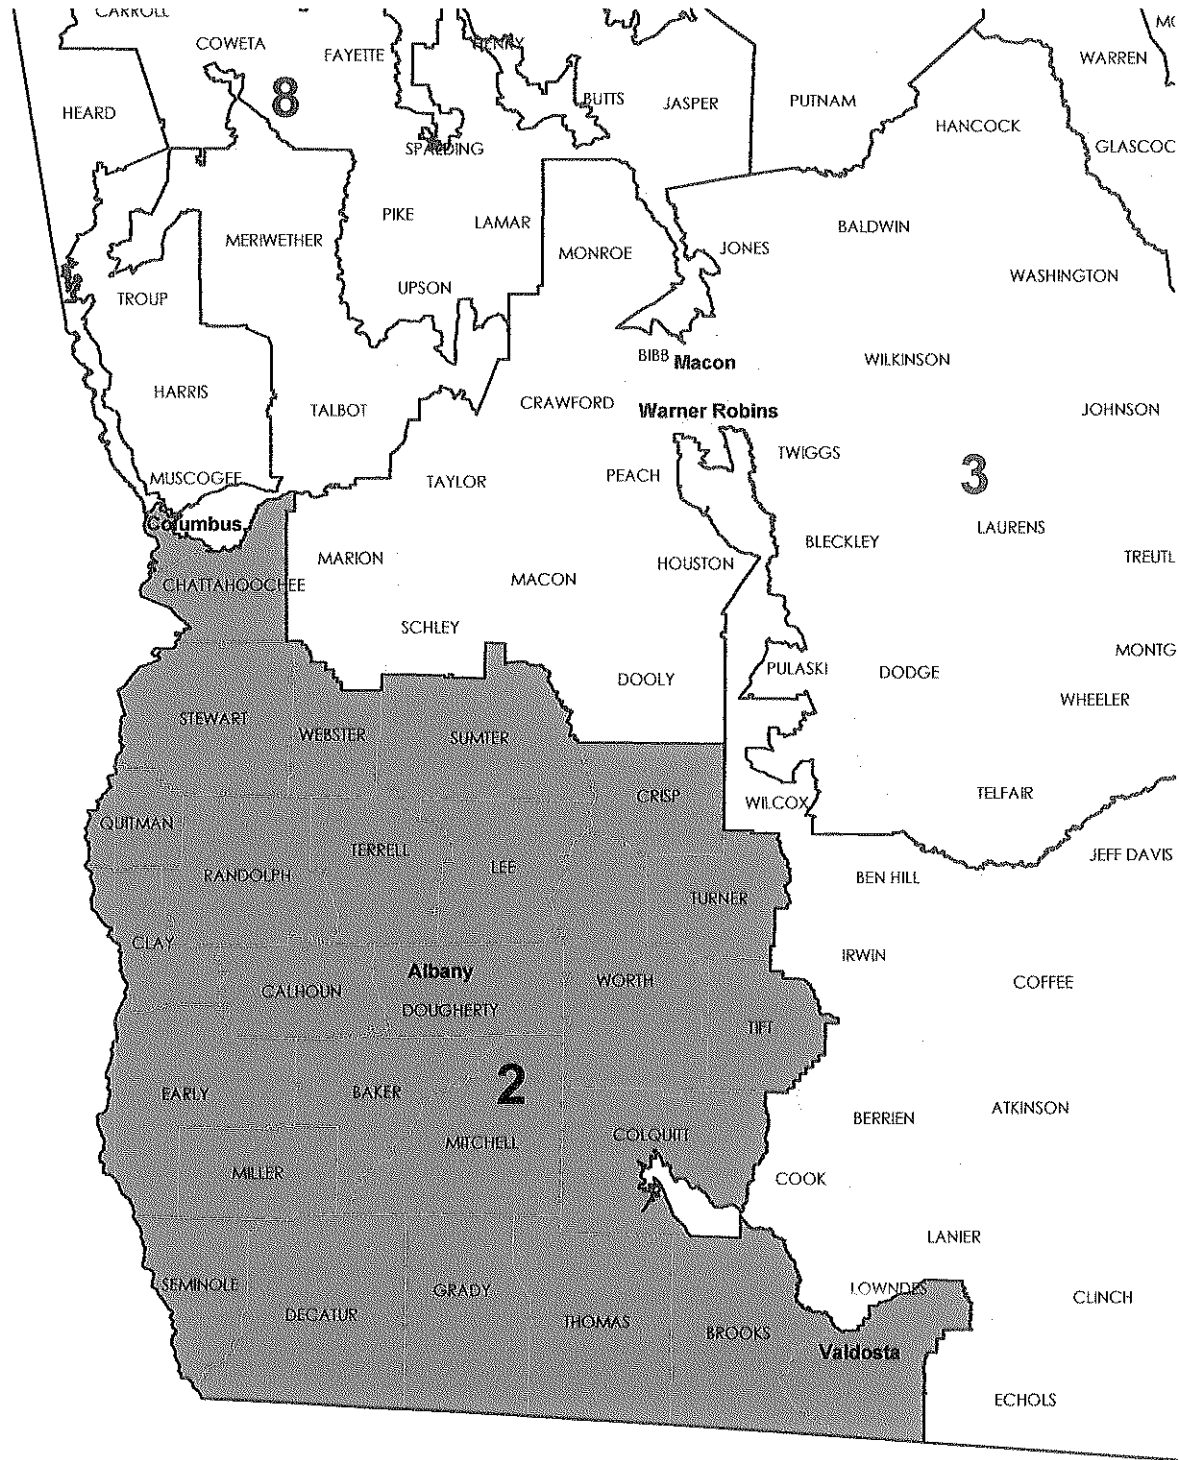 CARROLL
COWETA
FAYETTE
HENRY
WARREN
8
HEARD
BUTTS
JASPER
PUTNAM
HANCOCK
SPALDING
GLASCOC
PIKE
LAMAR
BALDWIN
MERIWETHER
MONROE
JONES
WASHINGTON
TROUP
UPSON
BIBB
Macon
WILKINSON
HARRIS
TALBOT
CRAWFORD
Warner Robins
JOHNSON
TWIGGS
3
MUSCOGEE
TAYLOR
PEACH
Columbus
LAURENS
BLECKLEY
MARION
MACON
HOUSTON
TREUTL
CHATTAHOOCHEE
SCHLEY
MONTG
DOOLY
PULASKI
DODGE
WHEELER
STEWART
WEBSTER
SUMTER
CRISP
WILCOX
TELFAIR
QUITMAN
TERRELL
LEE
JEFF DAVIS
RANDOLPH
BEN HILL
TURNER
CLAY
IRWIN
Albany
WORTH
COFFEE
CALHOUN
DOUGHERTY
TIFT
EARLY
BAKER
2
ATKINSON
BERRIEN
COLQUITT
MITCHELL
MILLER
COOK
LANIER
SEMINOLE
GRADY
LOWNDES
CLINCH
DECATUR
THOMAS
BROOKS
Valdosta
ECHOLS